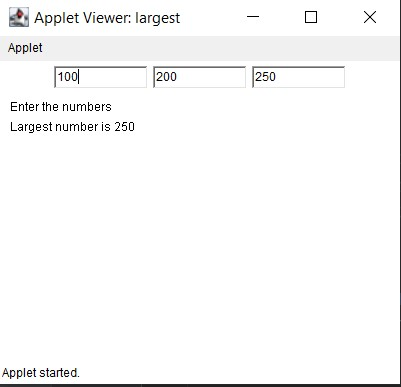 Applet Viewer: largest
Applet
100 200 250
Enter the numbers
Largest number is 250
Applet started.